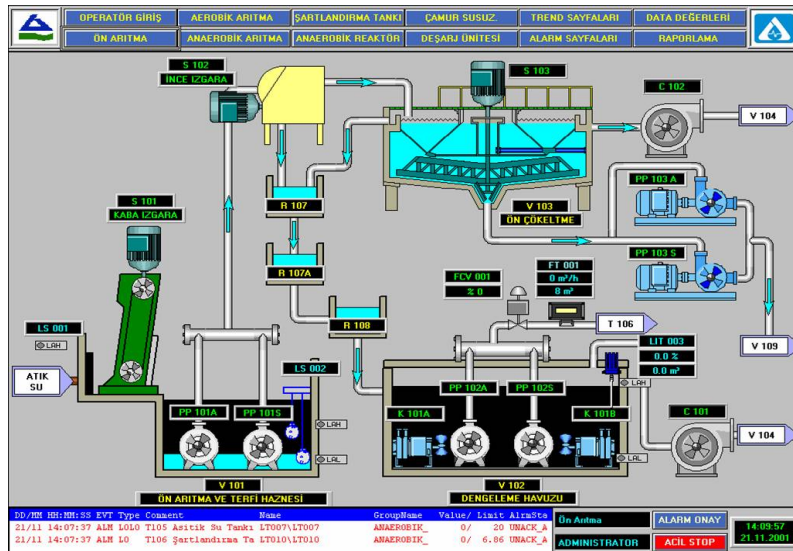 OPERATÖR GİRİŞ
AEROBİK ARITMA
ŞARTLANDIRMA TANKI
ÇAMUR SUSUZ.
TREND SAYFALARI
DATA DEĞERLERİ
ÖN ARITMA
ANAEROBİK ARITMA
ANAEROBİK REAKTÖR
DEŞARJ ÜNİTESİ
ALARM SAYFALARI
RAPORLAMA
S 102
İNCE IZGARA
S 103
C 102
V 104
PP 103 A
S 101
KABA IZGARA
R 107
V 103
ÖN ÇÖKELTME
PP 103 S
R 107A
FCV 001
% 0
FT 001
0 m³/h
8 m³
R 108
T 106
LS 001
LAH
LIT 003
0.0 %
0.0 m³
V 109
ATIK
SU
LS 002
PP 101A
PP 101S
LAH
LAL
PP 102A
PP 102S
K 101A
K 101B
LAH
LAL
C 101
V 104
V 101
ÖN ARITMA VE TERFİ HAZNESİ
V 102
DENGELEME HAVUZU
DD/MM HH:MM:SS EVT Type Comment Name GroupName Value/ Limit AlrmSta
21/11 14:07:37 ALM LOLO T105 Asitik Su Tankı LT007\LT007 ANAEROBIK_ 0/ 20 UNACK_A
21/11 14:07:37 ALM LO T106 Şartlandırma Ta LT010\LT010 ANAEROBIK_ 0/ 6.86 UNACK_A
Ön Arıtma
ALARM ONAY
ADMINISTRATOR
ACİL STOP
14:09:57
21.11.2001